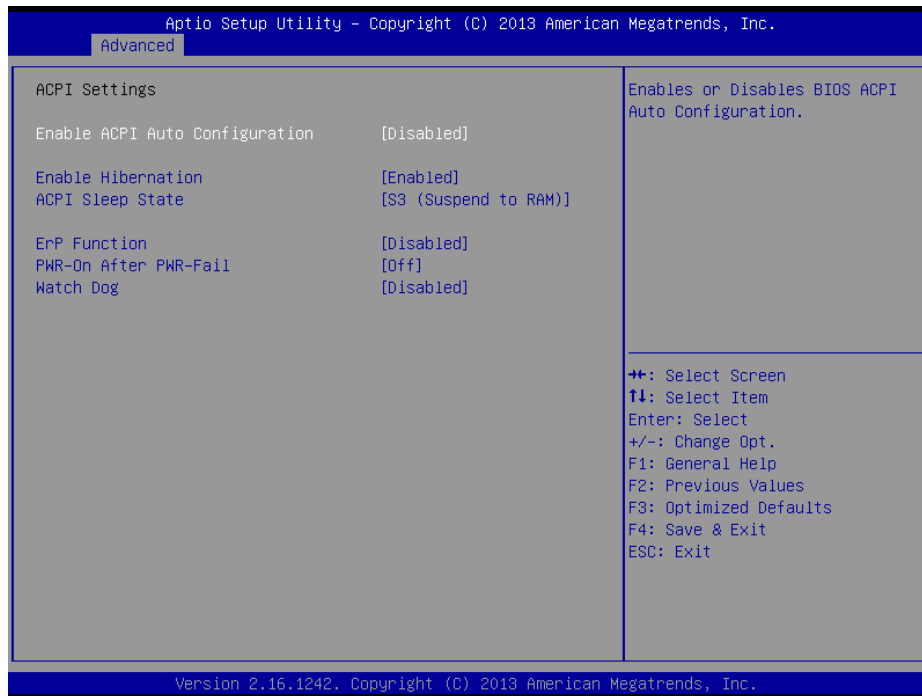 Aptio Setup Utility – Copyright (C) 2013 American Megatrends, Inc.
Advanced
ACPI Settings
Enable ACPI Auto Configuration [Disabled]
Enable Hibernation [Enabled]
ACPI Sleep State [S3 (Suspend to RAM)]
ErP Function [Disabled]
PWR-On After PWR-Fail [Off]
Watch Dog [Disabled]
Enables or Disables BIOS ACPI
Auto Configuration.
→←: Select Screen
↑↓: Select Item
Enter: Select
+/-: Change Opt.
F1: General Help
F2: Previous Values
F3: Optimized Defaults
F4: Save & Exit
ESC: Exit
Version 2.16.1242. Copyright (C) 2013 American Megatrends, Inc.